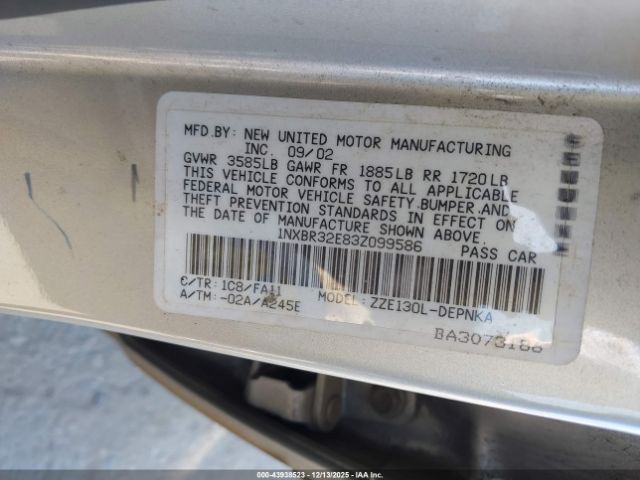 MFD.BY: NEW UNITED MOTOR MANUFACTURING
INC. 09/02
GVWR 3585LB GAWR FR 1885LB RR 1720LB
THIS VEHICLE CONFORMS TO ALL APPLICABLE
FEDERAL MOTOR VEHICLE SAFETY,BUMPER,AND
THEFT PREVENTION STANDARDS IN EFFECT ON
THE DATE OF MANUFACTURE SHOWN ABOVE.
1NXBR32E83Z099586 PASS CAR
C/TR: 1C8/FA11 MODEL: ZZE130L-DEPNKA
A/TM: -02A/A245E
BA3073186
000-43938523 - 12/13/2025 - IAAI.COM